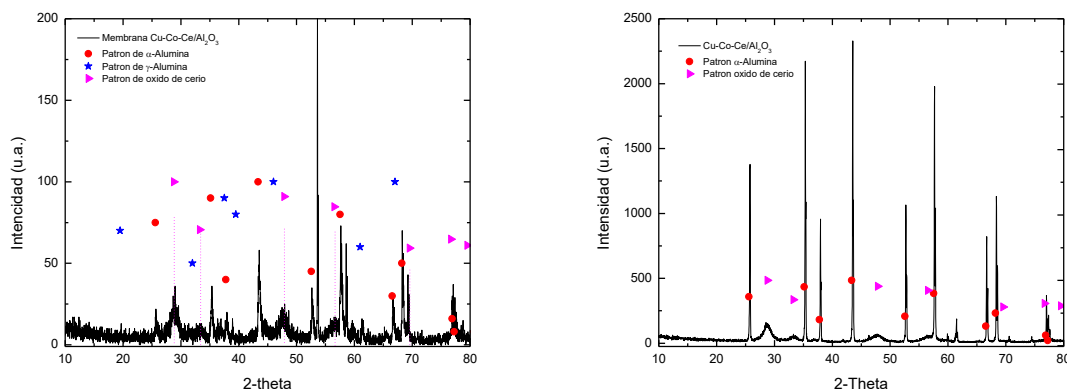 200
150
100
50
0
Intencidad (u.a.)
Membrana Cu-Co-Ce/Al2O3
Patron de α-Alumina
Patron de γ-Alumina
Patron de oxido de cerio
10 20 30 40 50 60 70 80
2-theta
2500
2000
1500
1000
500
0
Intensidad (u.a.)
Cu-Co-Ce/Al2O3
Patron α-Alumina
Patron oxido de cerio
10 20 30 40 50 60 70 80
2-Theta